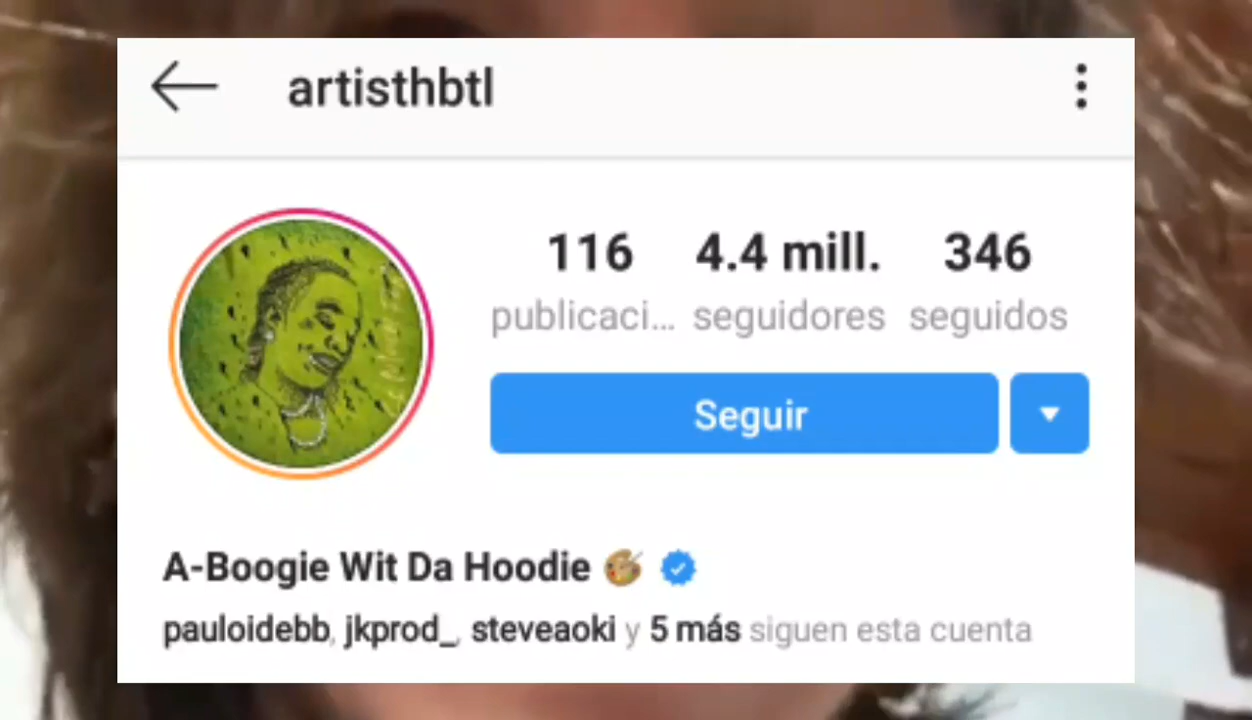 artisthbtl
116 4.4 mill. 346
publicaci... seguidores seguidos
Seguir
A-Boogie Wit Da Hoodie
pauloidebb, jkprod_, steveaoki y 5 más siguen esta cuenta